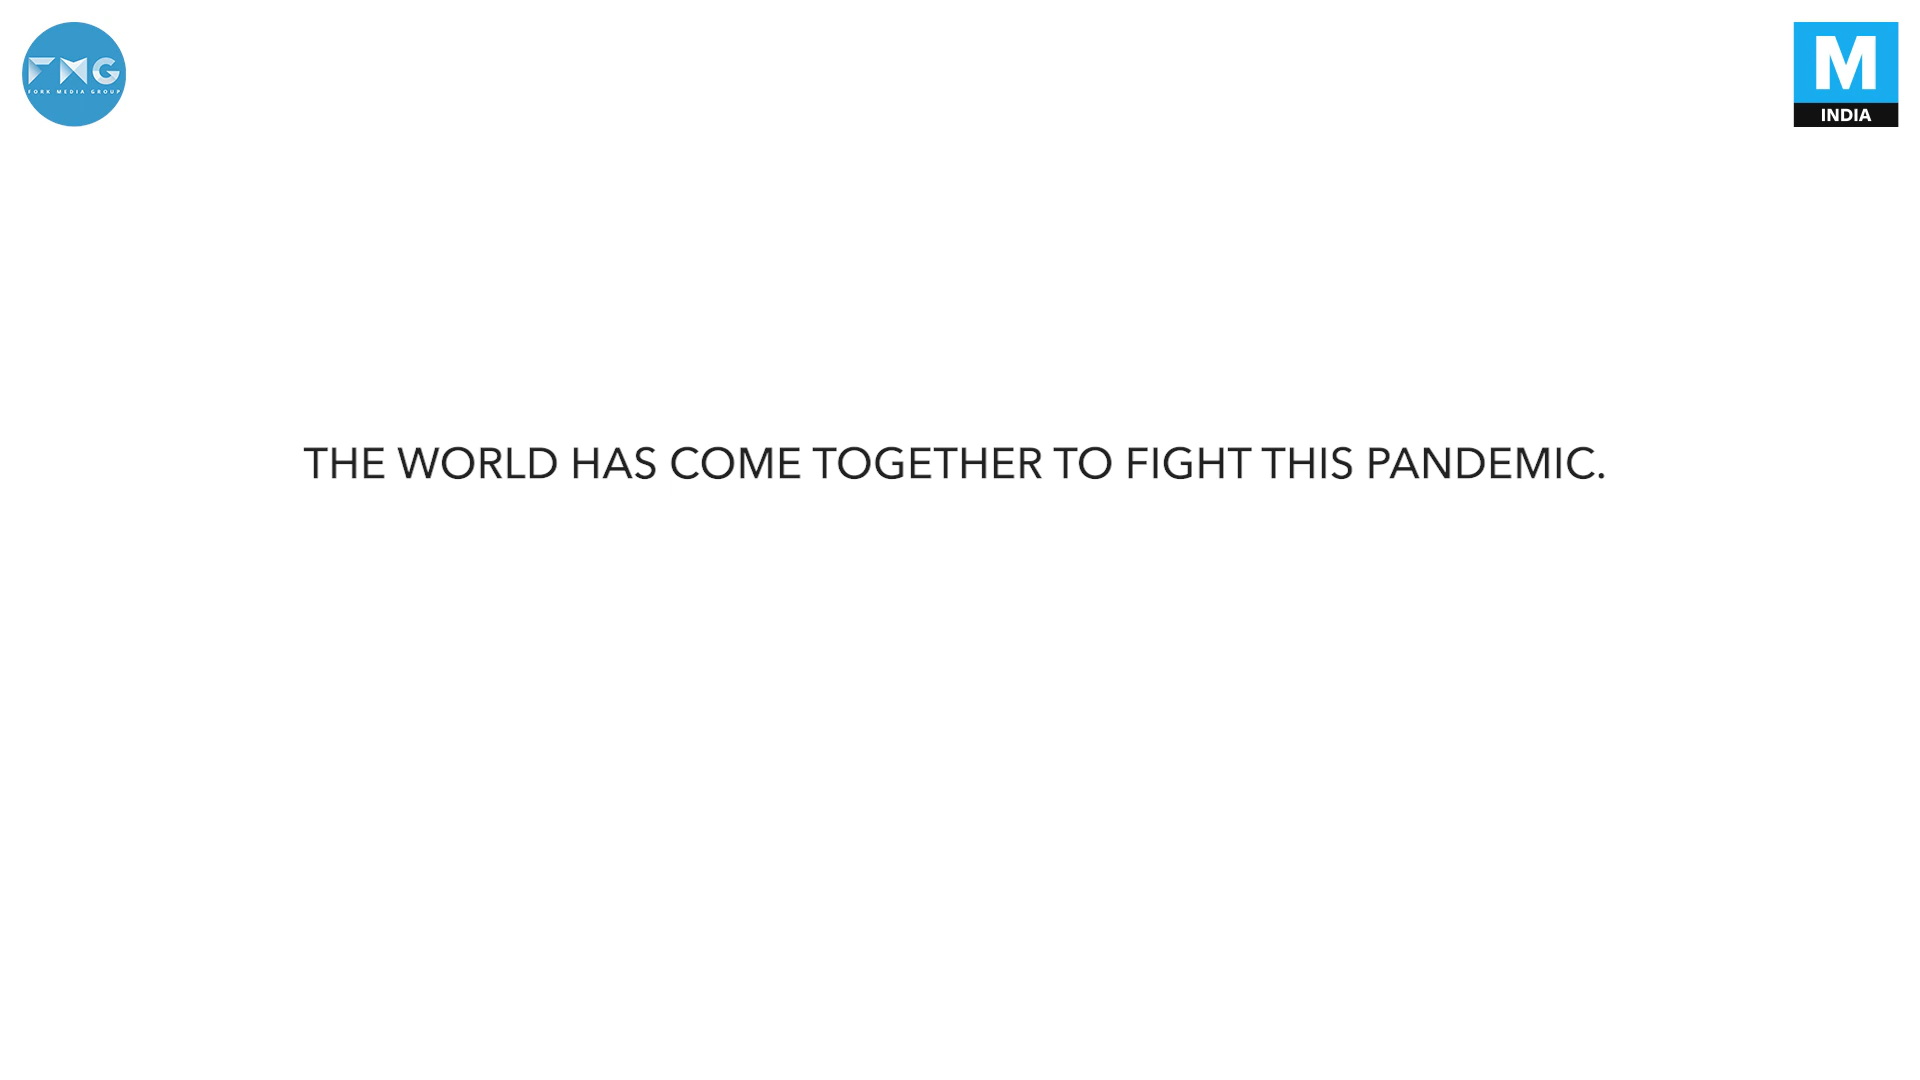 FMG
FORK MEDIA GROUP
M
INDIA
THE WORLD HAS COME TOGETHER TO FIGHT THIS PANDEMIC.